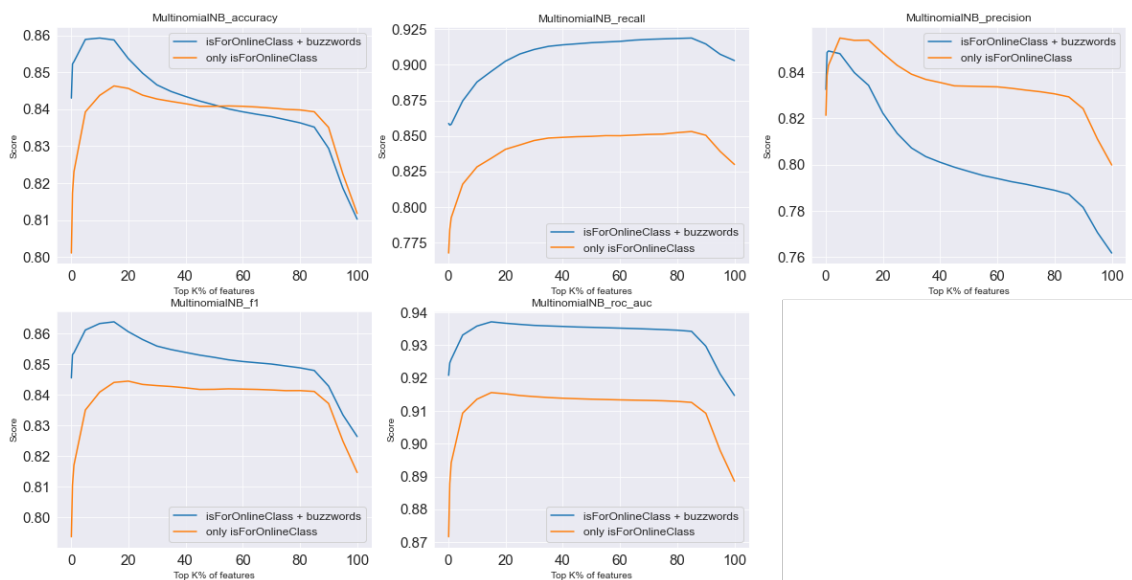 MultinomialNB_accuracy
0.86
0.85
0.84
0.83
0.82
0.81
0.80
Score
isForOnlineClass + buzzwords
only isForOnlineClass
0 20 40 60 80 100
Top K% of features
MultinomialNB_recall
0.900
0.875
0.850
0.825
0.800
0.775
Score
isForOnlineClass + buzzwords
only isForOnlineClass
0 20 40 60 80 100
Top K% of features
MultinomialNB_precision
0.84
0.82
0.80
0.78
0.76
Score
isForOnlineClass + buzzwords
only isForOnlineClass
0 20 40 60 80 100
Top K% of features
MultinomialNB_f1
0.86
0.85
0.84
0.83
0.82
0.81
0.80
Score
isForOnlineClass + buzzwords
only isForOnlineClass
0 20 40 60 80 100
Top K% of features
MultinomialNB_roc_auc
0.94
0.93
0.92
0.91
0.90
0.89
0.88
0.87
Score
isForOnlineClass + buzzwords
only isForOnlineClass
0 20 40 60 80 100
Top K% of features